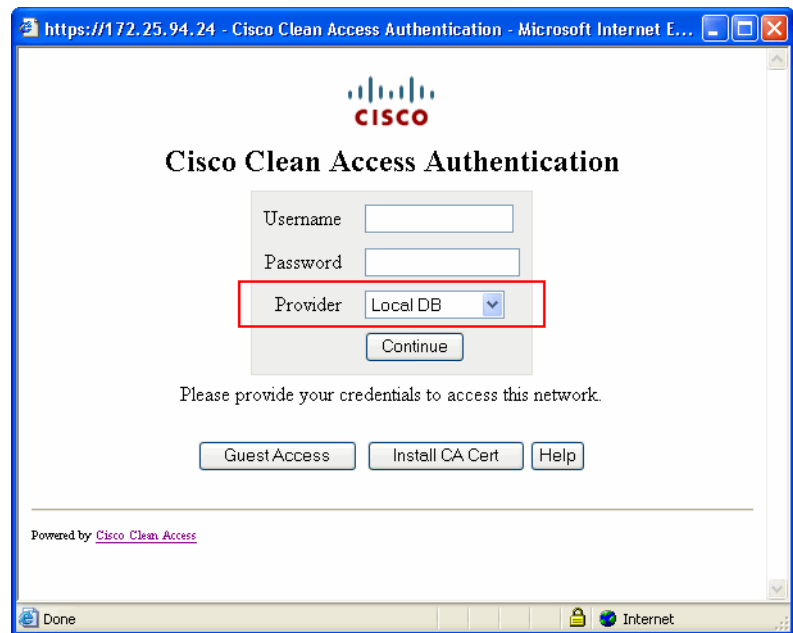 https://172.25.94.24 - Cisco Clean Access Authentication - Microsoft Internet E...
CISCO
Cisco Clean Access Authentication
Username
Password
Provider Local DB
Continue
Please provide your credentials to access this network.
Guest Access Install CA Cert Help
Powered by Cisco Clean Access
Done Internet